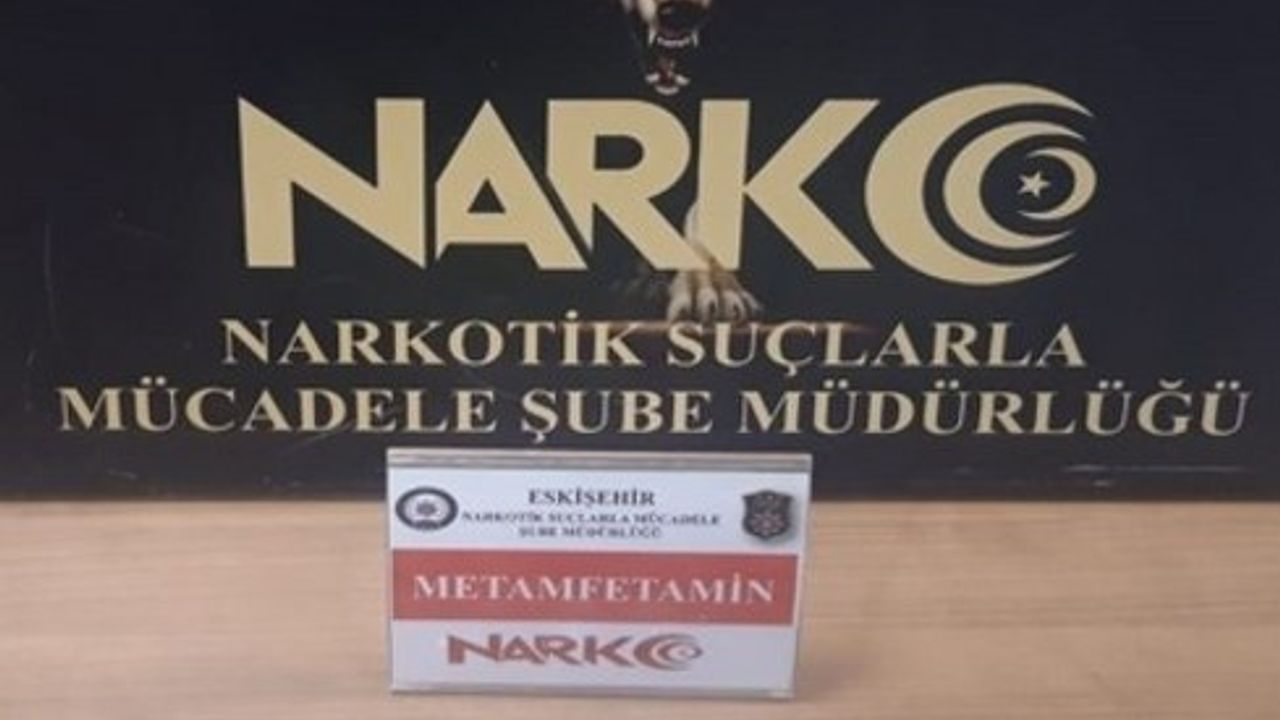 NARKO
NARKOTİK SUÇLARLA
MÜCADELE ŞUBE MÜDÜRLÜĞÜ
ESKİŞEHİR
NARKOTİK SUÇLARLA MÜCADELE
ŞUBE MÜDÜRLÜĞÜ
METAMFETAMİN
NARKO